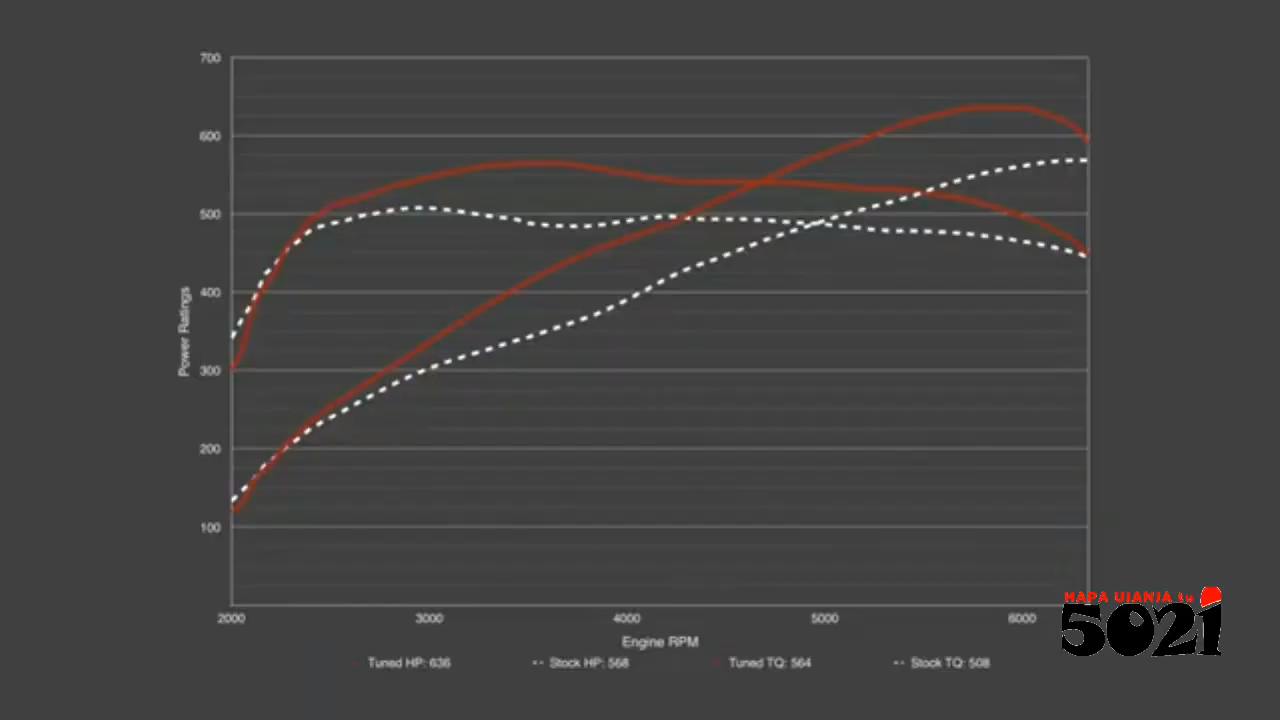 700
600
500
400
300
200
100
Power Ratings
2000 3000 4000 5000 6000
Engine RPM
Tuned HP: 636 Stock HP: 568 Tuned TQ: 564 Stock TQ: 508
HAPA UJANJA tu
5021